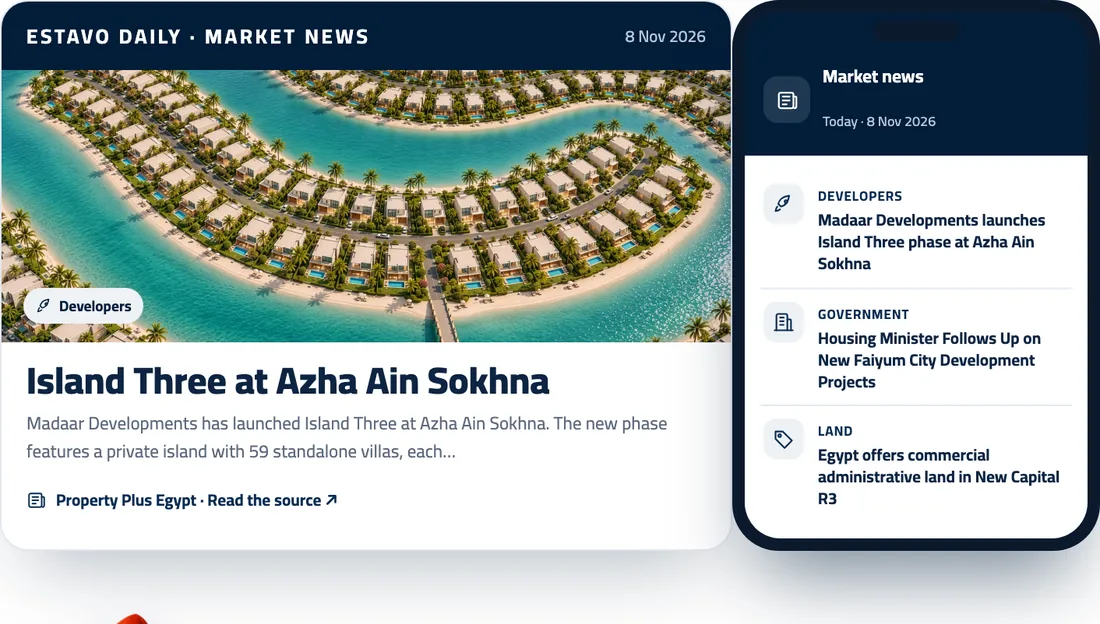 ESTAVO DAILY · MARKET NEWS
8 Nov 2026
Developers
Island Three at Azha Ain Sokhna
Madaar Developments has launched Island Three at Azha Ain Sokhna. The new phase
features a private island with 59 standalone villas, each...
Property Plus Egypt · Read the source ↗
Market news
Today · 8 Nov 2026
DEVELOPERS
Madaar Developments launches
Island Three phase at Azha Ain
Sokhna
GOVERNMENT
Housing Minister Follows Up on
New Faiyum City Development
Projects
LAND
Egypt offers commercial
administrative land in New Capital
R3